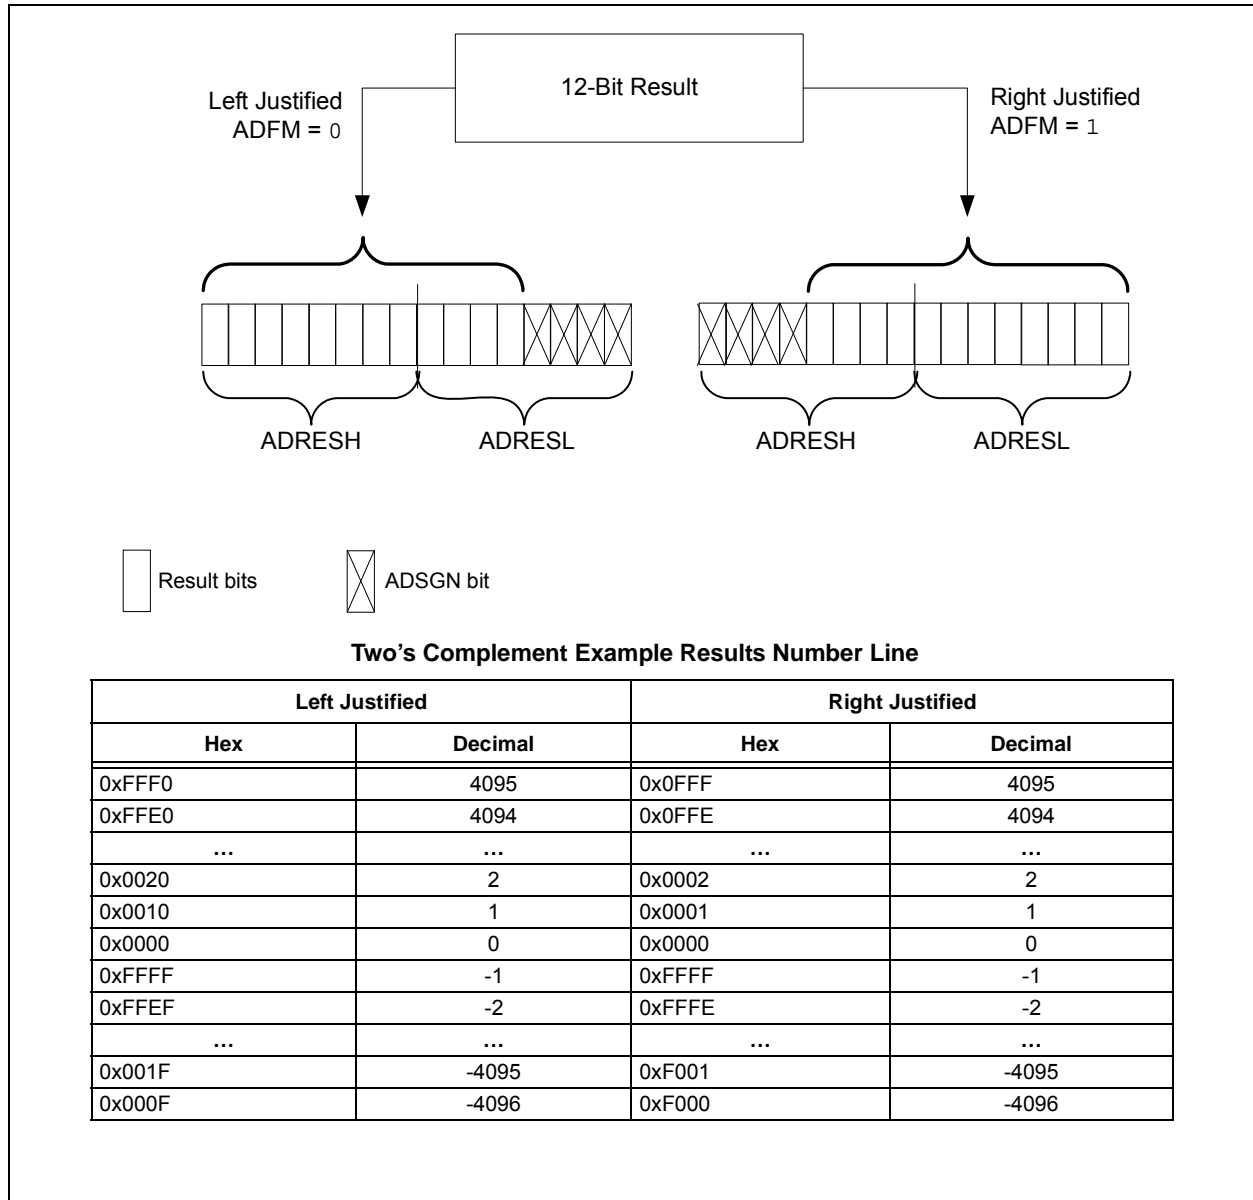 12-Bit Result
Left Justified
ADFM = 0
Right Justified
ADFM = 1
ADRESH ADRESL ADRESH ADRESL
Result bits ADSGN bit
Two's Complement Example Results Number Line
Left Justified Right Justified
Hex Decimal Hex Decimal
0xFFF0 4095 0x0FFF 4095
0xFFE0 4094 0x0FFE 4094
… … … …
0x0020 2 0x0002 2
0x0010 1 0x0001 1
0x0000 0 0x0000 0
0xFFFF -1 0xFFFF -1
0xFFEF -2 0xFFFE -2
… … … …
0x001F -4095 0xF001 -4095
0x000F -4096 0xF000 -4096